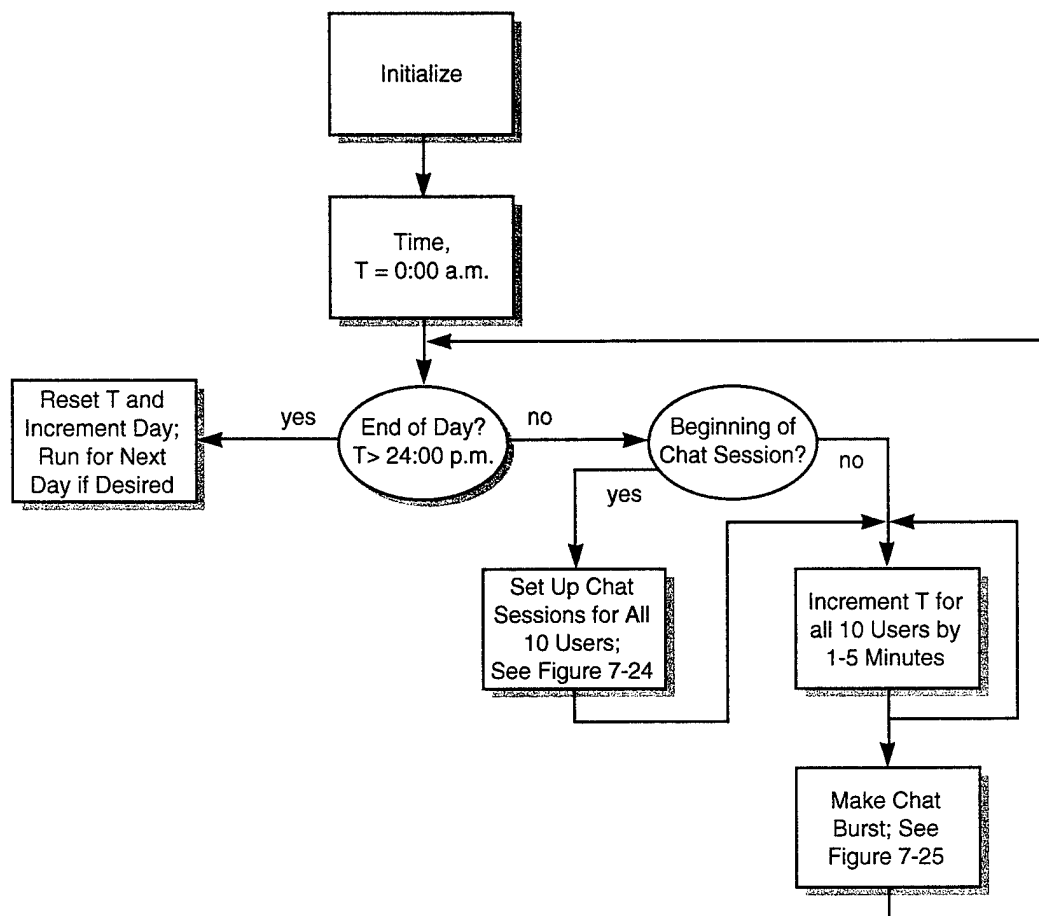 Initialize
Time,
T = 0:00 a.m.
Reset T and
Increment Day;
Run for Next
Day if Desired
yes
End of Day?
T> 24:00 p.m.
no
Beginning of
Chat Session?
no
yes
Set Up Chat
Sessions for All
10 Users;
See Figure 7-24
Increment T for
all 10 Users by
1-5 Minutes
Make Chat
Burst; See
Figure 7-25